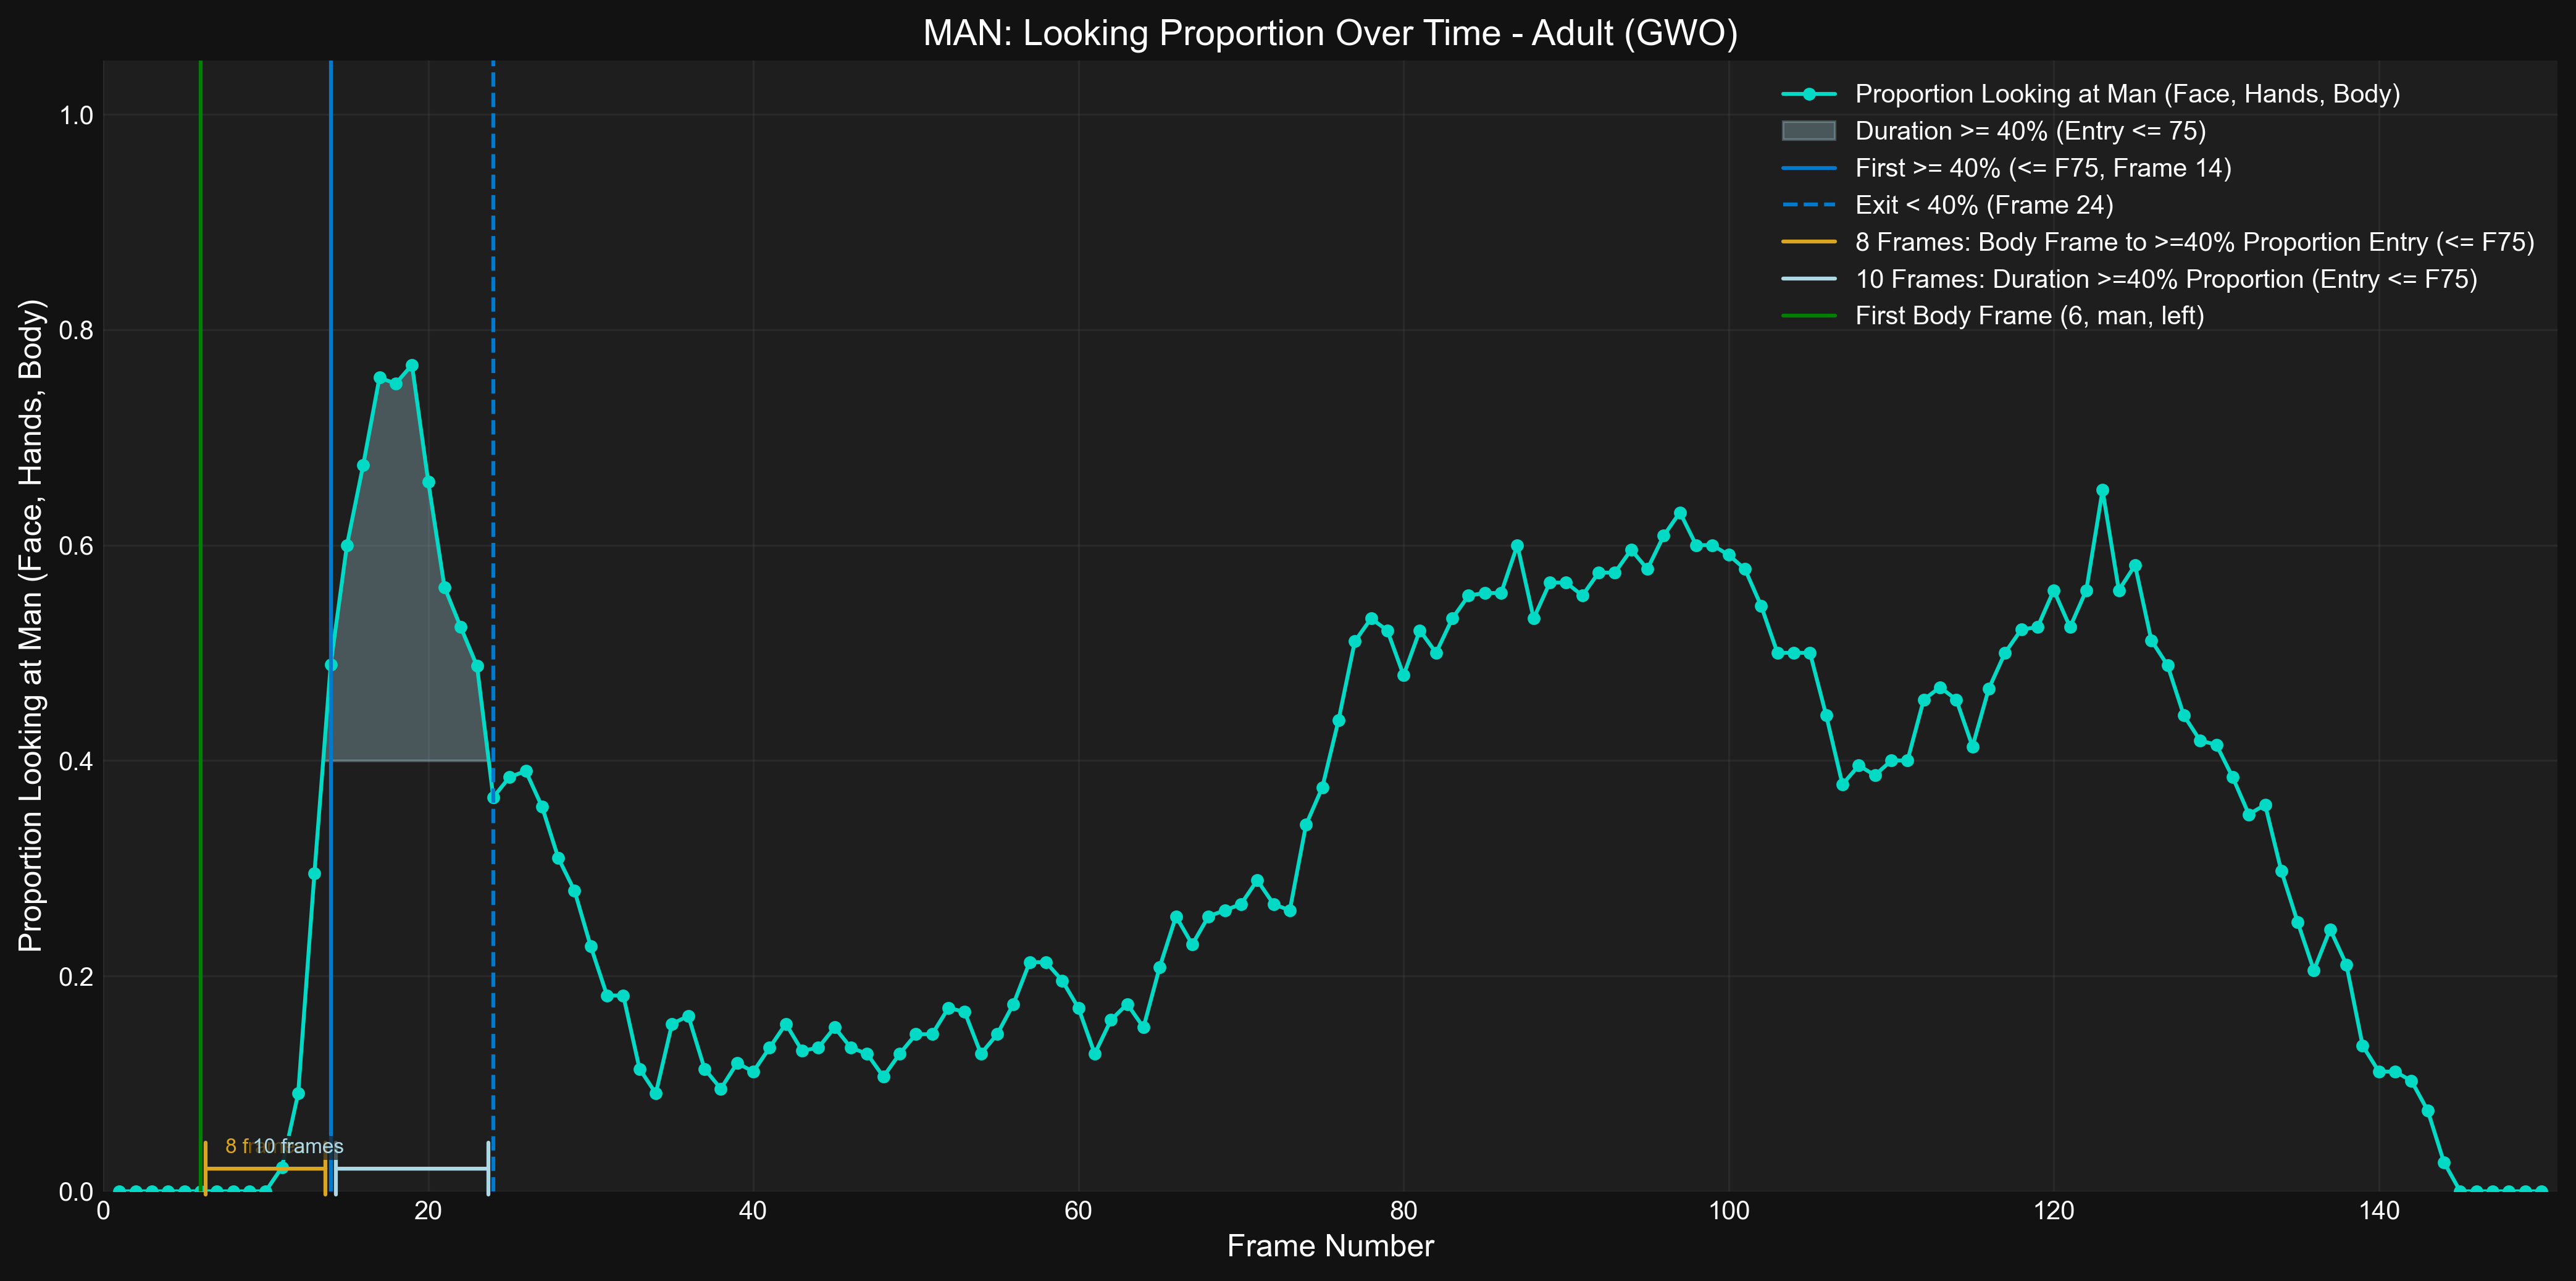 MAN: Looking Proportion Over Time - Adult (GWO)
Proportion Looking at Man (Face, Hands, Body)
Duration >= 40% (Entry <= 75)
First >= 40% (<= F75, Frame 14)
Exit < 40% (Frame 24)
8 Frames: Body Frame to >=40% Proportion Entry (<= F75)
10 Frames: Duration >=40% Proportion (Entry <= F75)
First Body Frame (6, man, left)
Proportion Looking at Man (Face, Hands, Body)
1.0
0.8
0.6
0.4
0.2
0.0
8 f
10 frames
0 20 40 60 80 100 120 140
Frame Number